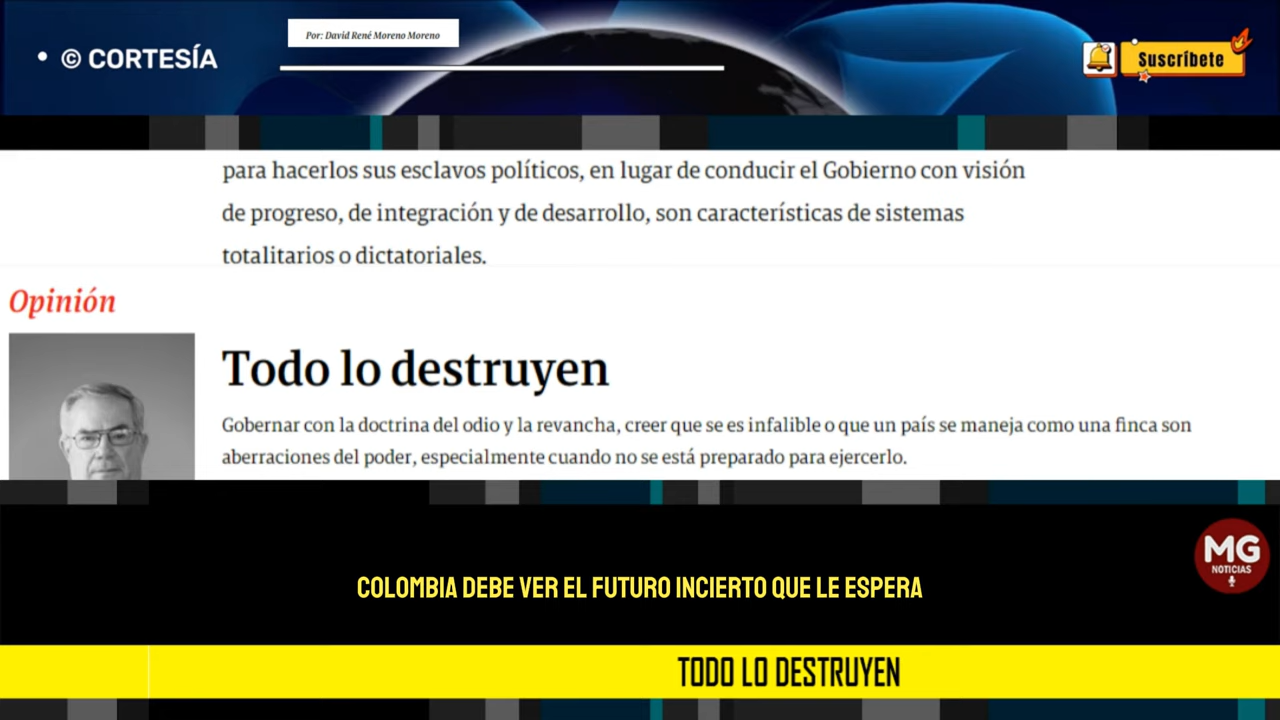 Por: David René Moreno Moreno
• © CORTESÍA
Suscríbete
para hacerlos sus esclavos políticos, en lugar de conducir el Gobierno con visión
de progreso, de integración y de desarrollo, son características de sistemas
totalitarios o dictatoriales.
Opinión
Todo lo destruyen
Gobernar con la doctrina del odio y la revancha, creer que se es infalible o que un país se maneja como una finca son
aberraciones del poder, especialmente cuando no se está preparado para ejercerlo.
MG
NOTICIAS
COLOMBIA DEBE VER EL FUTURO INCIERTO QUE LE ESPERA
TODO LO DESTRUYEN